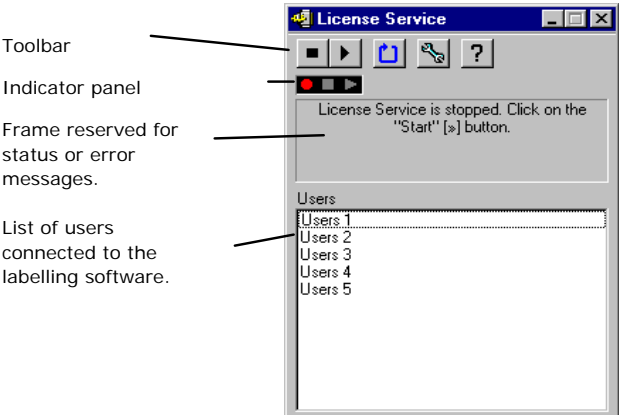 License Service
Toolbar
?
Indicator panel
License Service is stopped. Click on the
"Start" [»] button.
Frame reserved for
status or error
messages.
Users
Users 1
Users 2
Users 3
Users 4
Users 5
List of users
connected to the
labelling software.